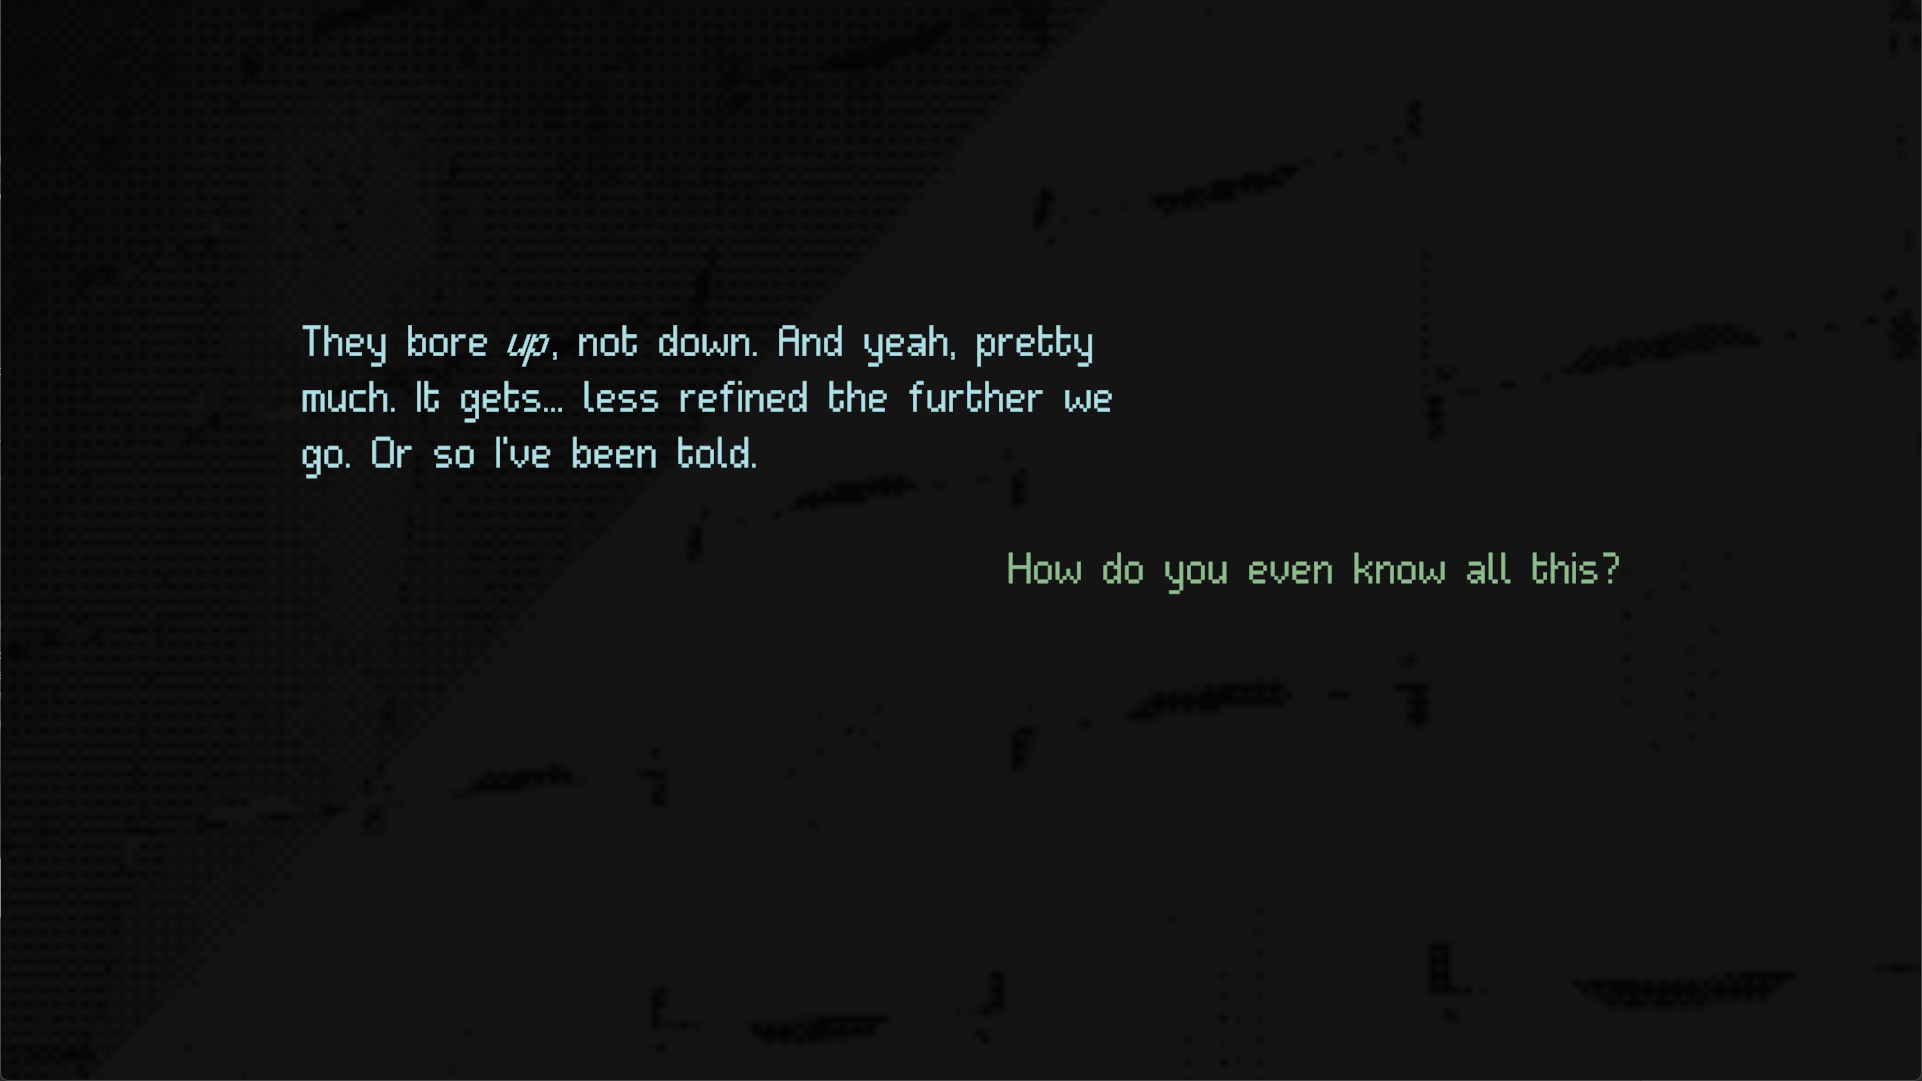 They bore up, not down. And yeah, pretty
much. It gets... less refined the further we
go. Or so I've been told.
How do you even know all this?